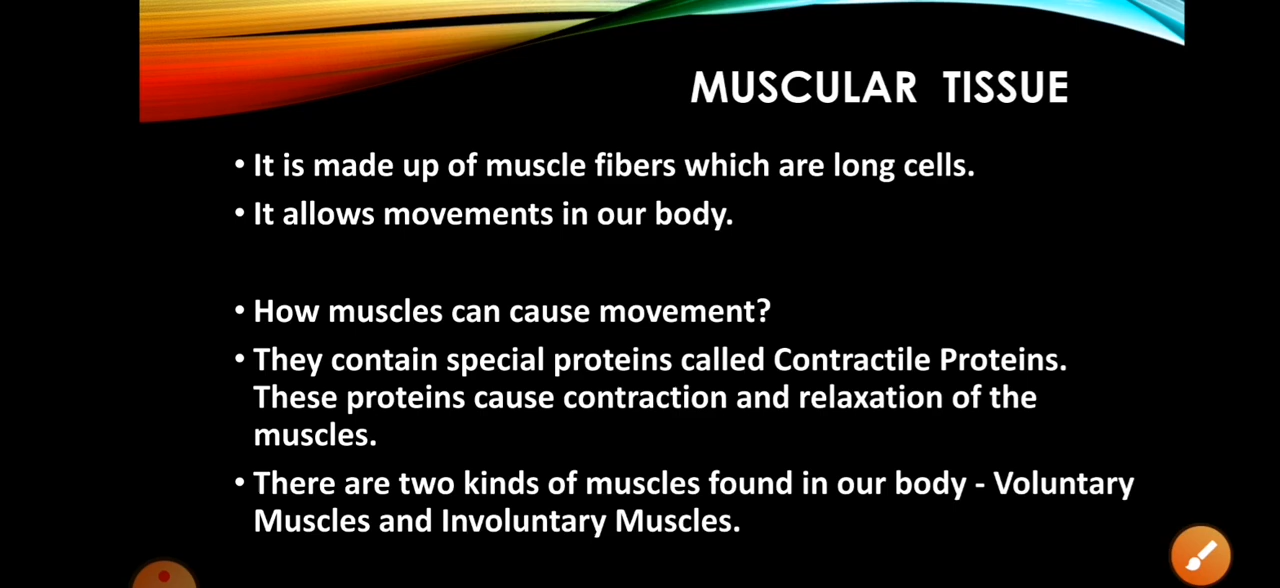 MUSCULAR TISSUE
• It is made up of muscle fibers which are long cells.
• It allows movements in our body.
• How muscles can cause movement?
• They contain special proteins called Contractile Proteins.
These proteins cause contraction and relaxation of the
muscles.
• There are two kinds of muscles found in our body - Voluntary
Muscles and Involuntary Muscles.